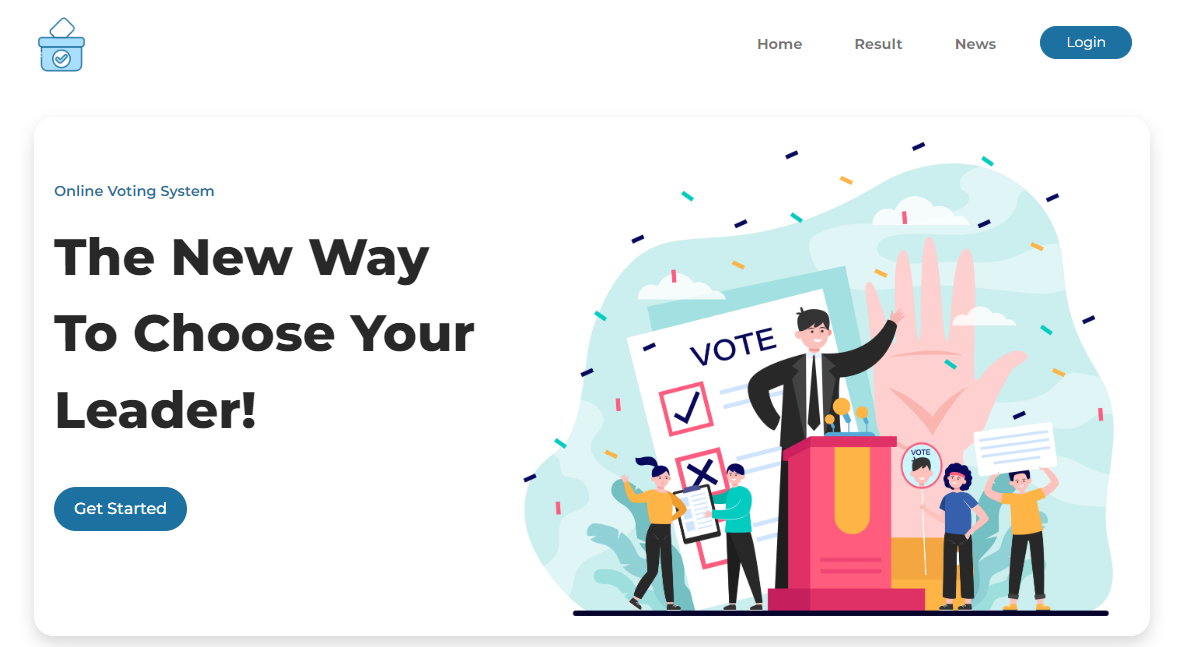 Home Result News Login
Online Voting System
The New Way
To Choose Your
Leader!
Get Started
VOTE
VOTE